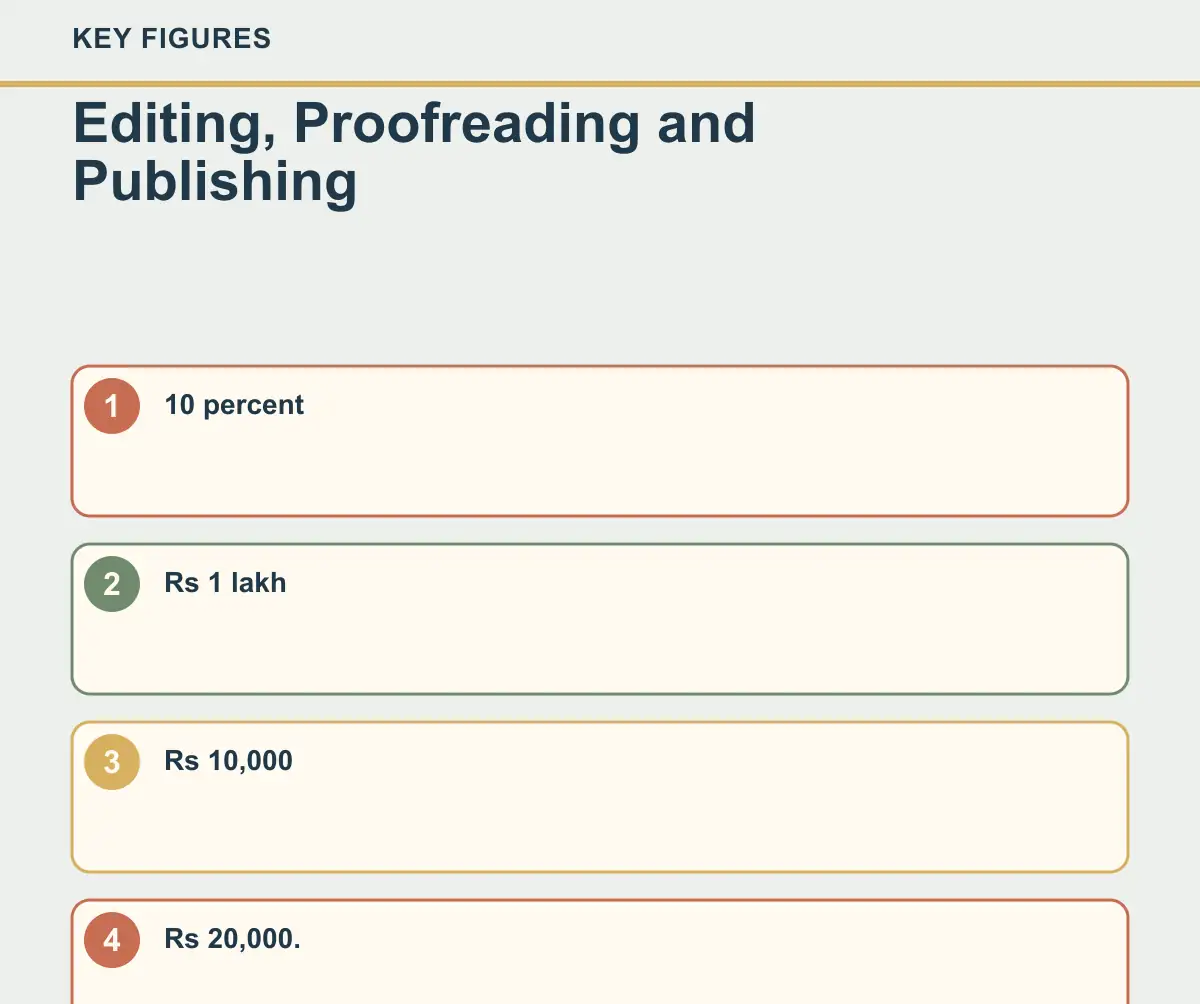 KEY FIGURES
Editing, Proofreading and
Publishing
1 10 percent
2 Rs 1 lakh
3 Rs 10,000
4 Rs 20,000.